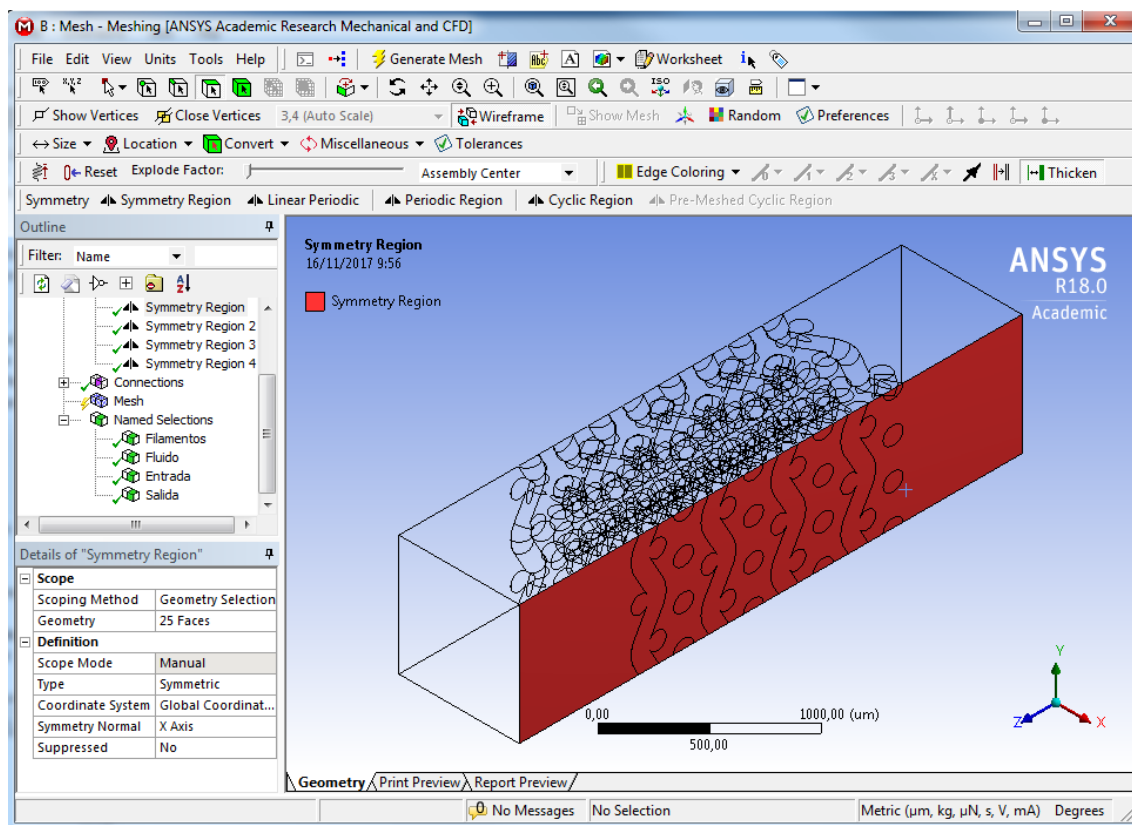 B : Mesh - Meshing [ANSYS Academic Research Mechanical and CFD]
File Edit View Units Tools Help Generate Mesh Abc A Worksheet i
X,Y,Z ISO
Show Vertices Close Vertices 3,4 (Auto Scale) Wireframe Show Mesh Random Preferences
Size Location Convert Miscellaneous Tolerances
Reset Explode Factor: Assembly Center Edge Coloring Thicken
Symmetry Symmetry Region Linear Periodic Periodic Region Cyclic Region Pre-Meshed Cyclic Region
Outline
Filter: Name
Symmetry Region
Symmetry Region 2
Symmetry Region 3
Symmetry Region 4
Connections
Mesh
Named Selections
Filamentos
Fluido
Entrada
Salida
Details of "Symmetry Region"
Scope
Scoping Method Geometry Selection
Geometry 25 Faces
Definition
Scope Mode Manual
Type Symmetric
Coordinate System Global Coordinat...
Symmetry Normal X Axis
Suppressed No
Symmetry Region
16/11/2017 9:56
Symmetry Region
ANSYS
R18.0
Academic
0,00 1000,00 (um)
500,00
Y
Z X
Geometry Print Preview Report Preview
0 No Messages No Selection Metric (µm, kg, µN, s, V, mA) Degrees